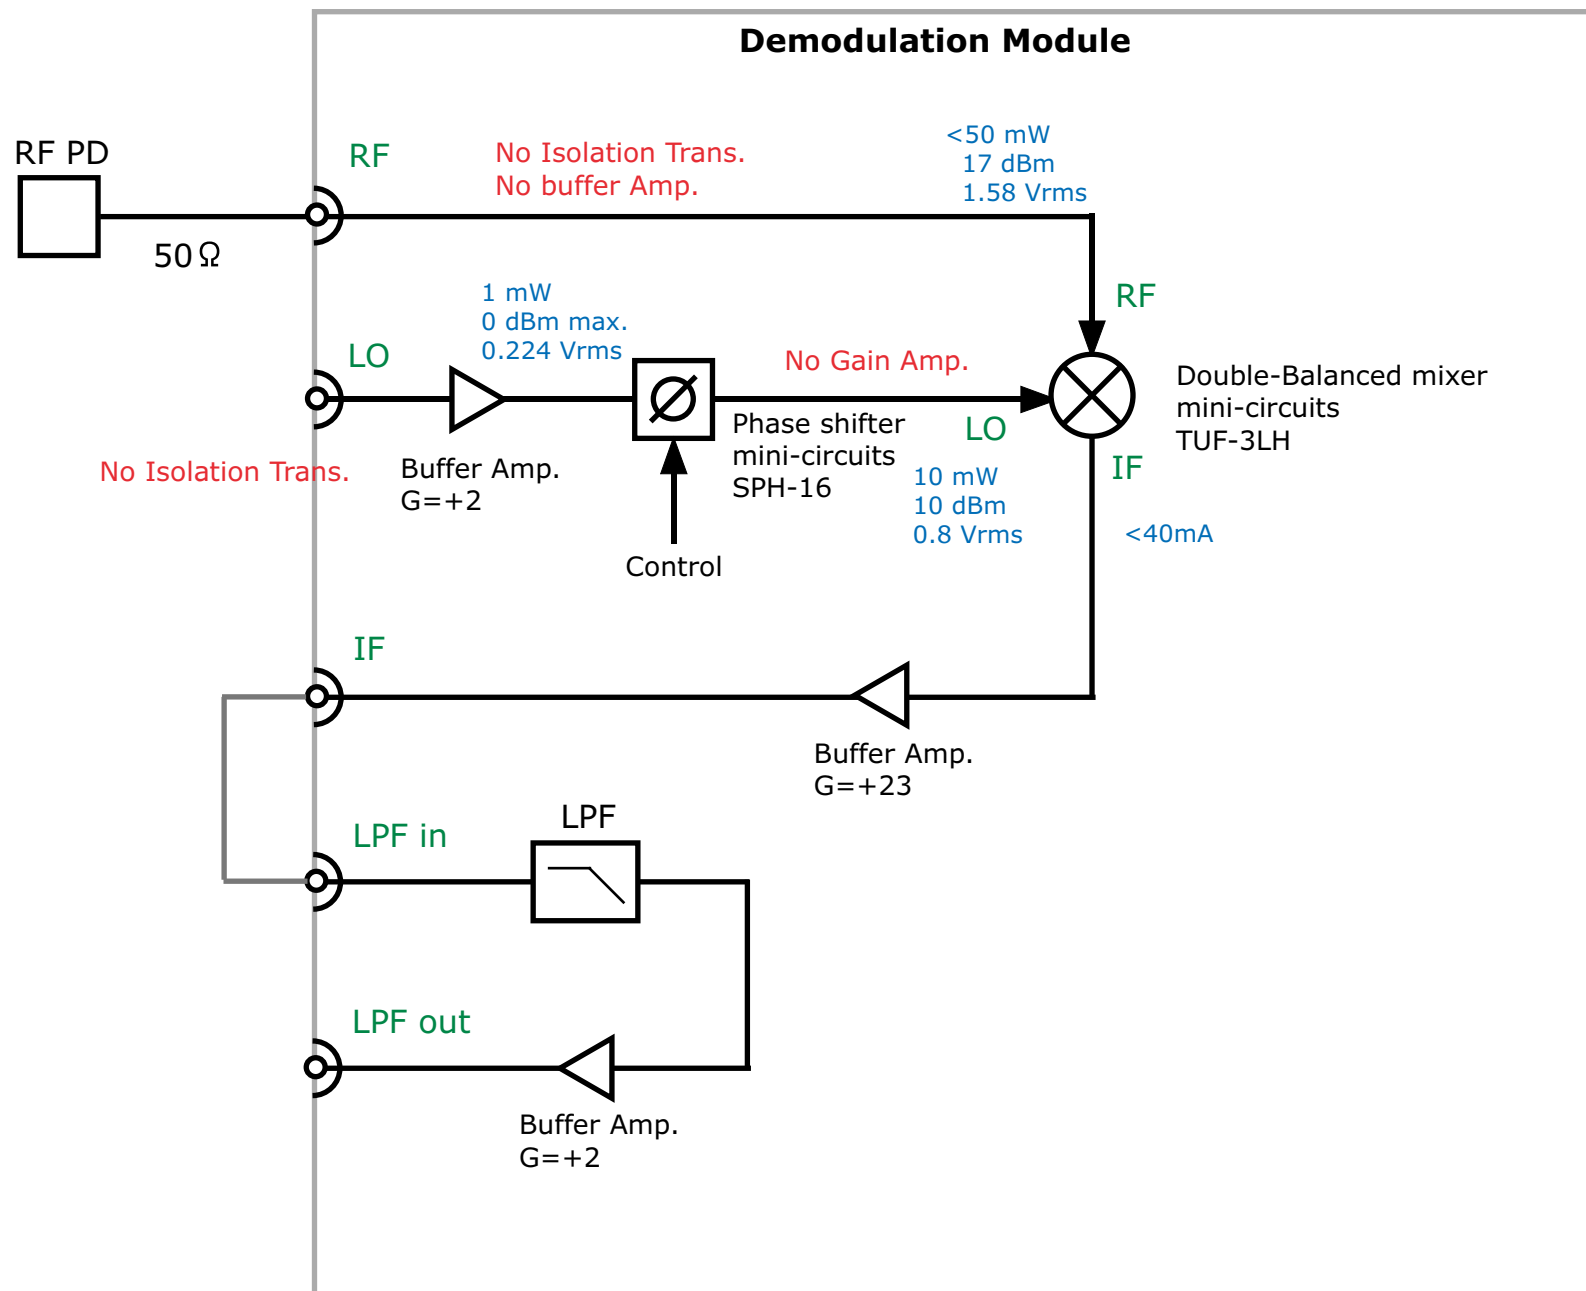 Demodulation Module
RF PD
RF
No Isolation Trans.
No buffer Amp.
<50 mW
17 dBm
1.58 Vrms
50Ω
1 mW
0 dBm max.
0.224 Vrms
RF
LO
No Gain Amp.
Double-Balanced mixer
mini-circuits
TUF-3LH
Phase shifter
mini-circuits
SPH-16
LO
No Isolation Trans.
Buffer Amp.
G=+2
10 mW
10 dBm
0.8 Vrms
IF
<40mA
Control
IF
Buffer Amp.
G=+23
LPF
LPF in
LPF out
Buffer Amp.
G=+2